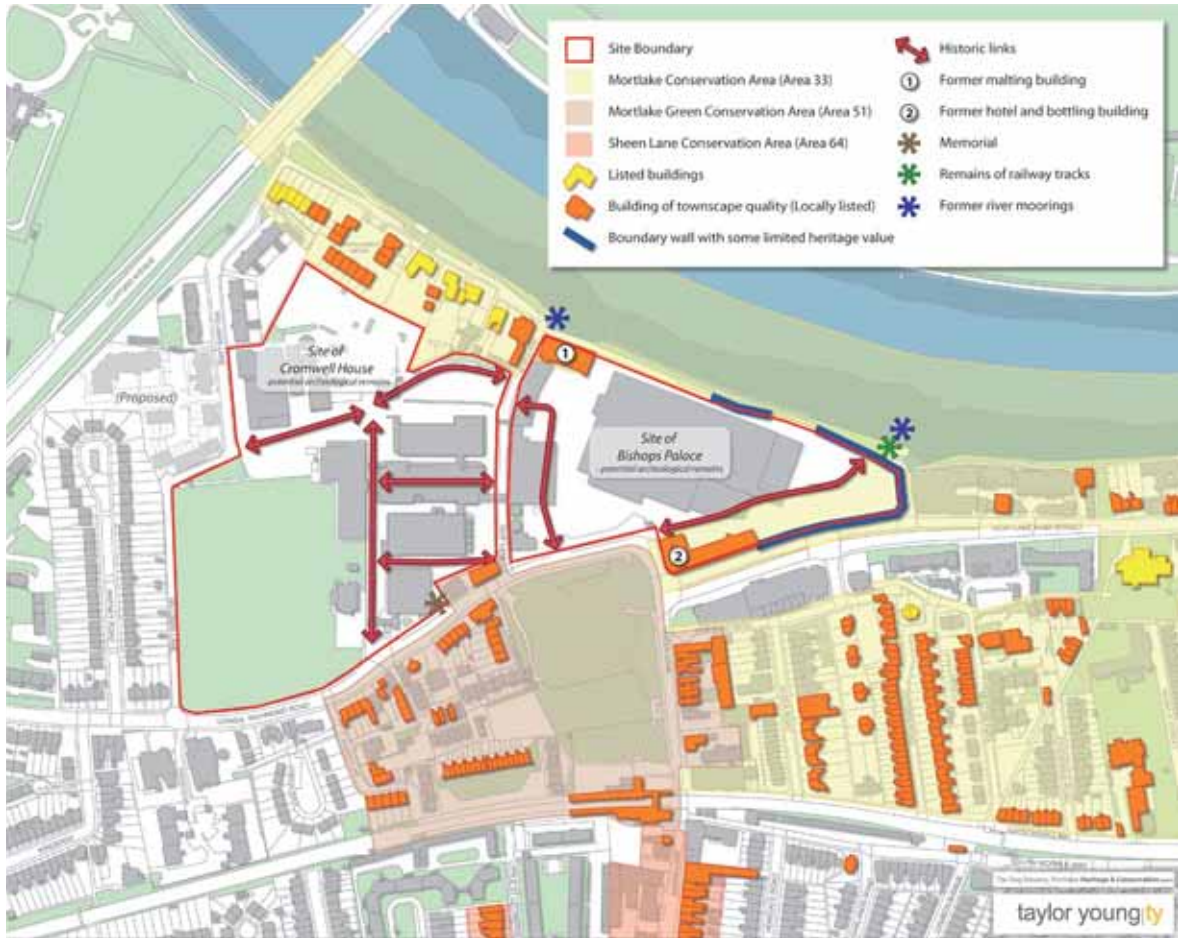 Site Boundary
Mortlake Conservation Area (Area 33)
Mortlake Green Conservation Area (Area 51)
Sheen Lane Conservation Area (Area 64)
Listed buildings
Building of townscape quality (Locally listed)
Boundary wall with some limited heritage value
Historic links
1 Former malting building
2 Former hotel and bottling building
Memorial
Remains of railway tracks
Former river moorings
1
Site of
Cromwell House
potential archaeological remains
(Proposed)
Site of
Bishops Palace
potential archaeological remains
2
taylor young|ty